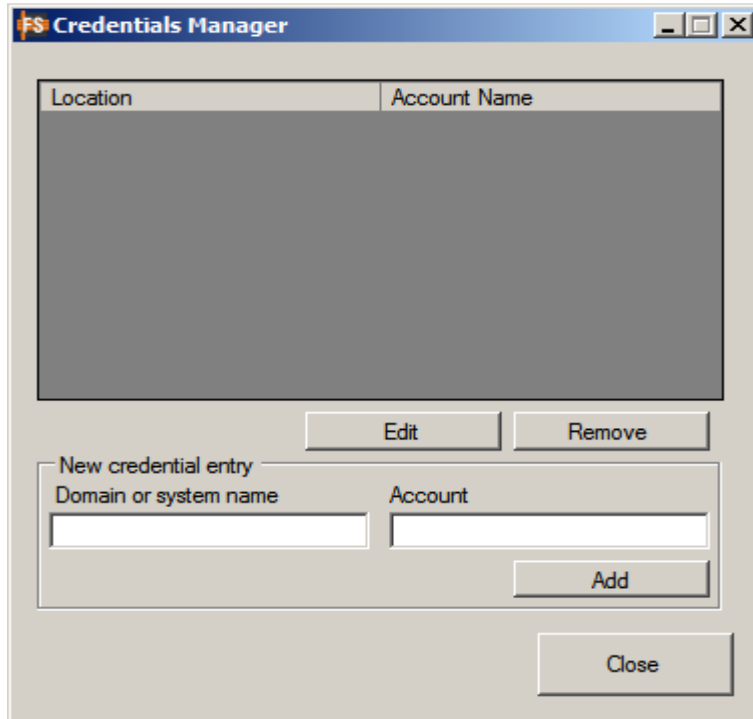 FS Credentials Manager
Location Account Name
Edit Remove
New credential entry
Domain or system name Account
Add
Close